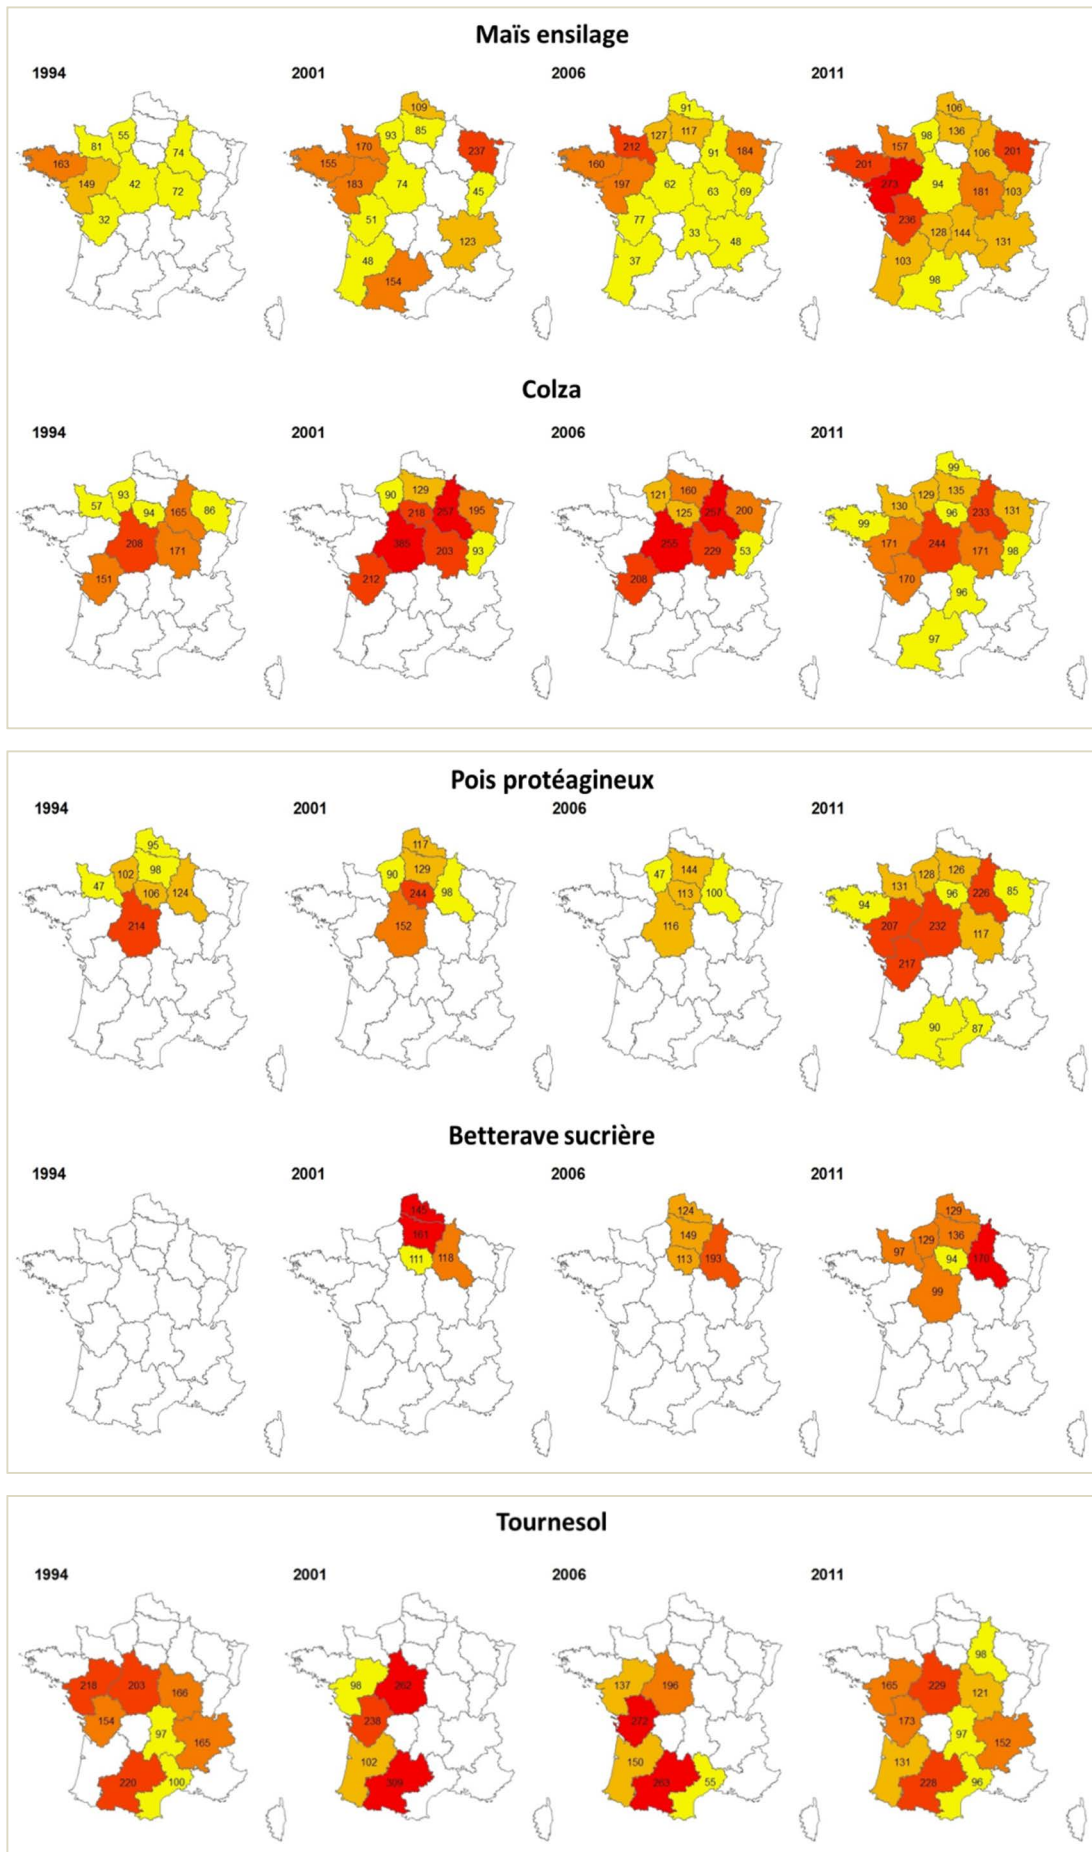 Maïs ensilage
1994 2001 2006 2011
55 81 74 163 149 42 72 32
109 93 85 170 237 155 183 74 45 51 123 48 154
91 127 117 212 91 184 160 197 62 63 69 77 33 48 37
106 98 136 157 106 201 201 273 94 181 103 236 128 144 131 103 98
Colza
1994 2001 2006 2011
93 57 94 165 86 208 171 151
90 129 218 257 195 385 203 93 212
121 160 125 257 200 255 229 53 208
99 129 135 130 96 233 131 99 171 244 171 98 170 96 97
Pois protéagineux
1994 2001 2006 2011
95 102 98 47 106 124 214
117 90 129 244 98 152
47 144 113 100 116
128 126 131 96 226 85 94 207 232 117 217 90 87
Betterave sucrière
1994 2001 2006 2011
145 161 111 118
124 149 113 193
129 129 136 97 94 170 99
Tournesol
1994 2001 2006 2011
218 203 166 154 97 165 220 100
98 262 238 102 309
137 196 272 150 263 55
98 165 229 121 173 97 152 131 228 96